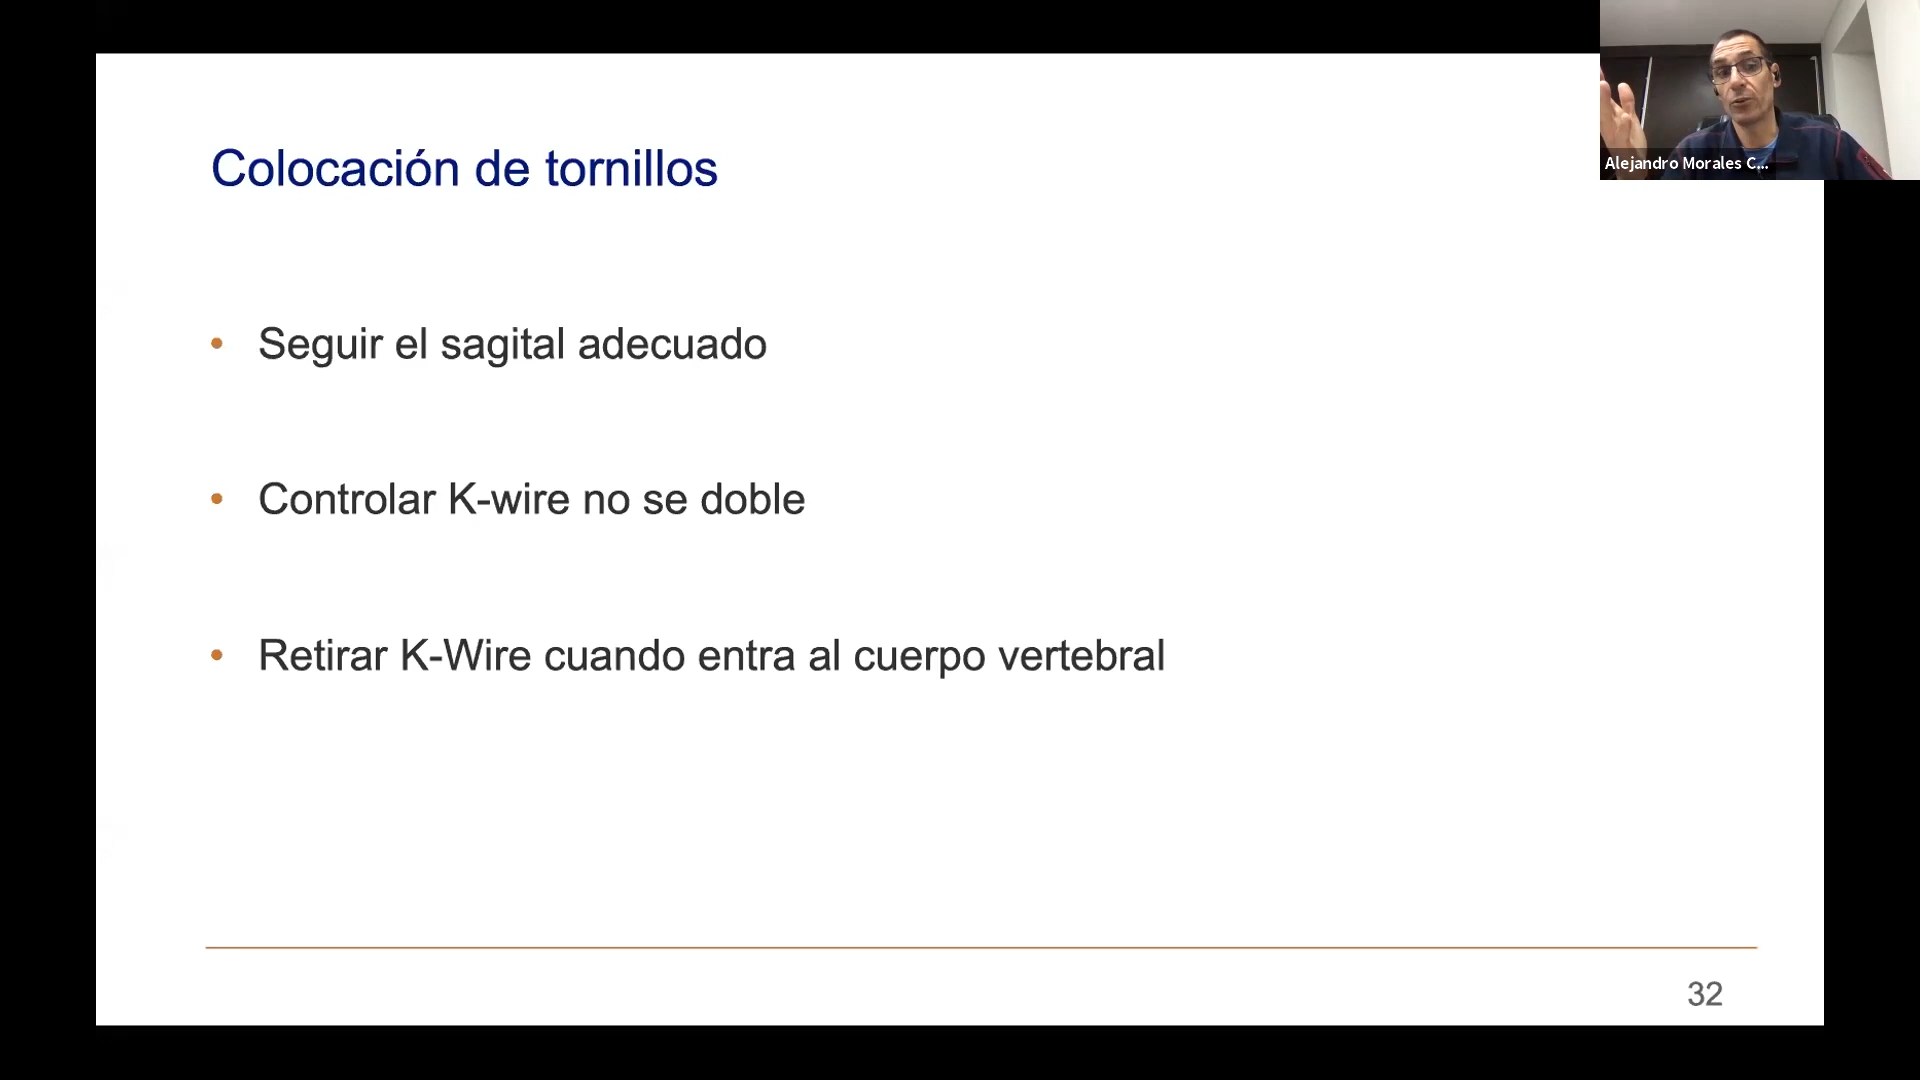 Alejandro Morales C...
Colocación de tornillos
• Seguir el sagital adecuado
• Controlar K-wire no se doble
• Retirar K-Wire cuando entra al cuerpo vertebral
32